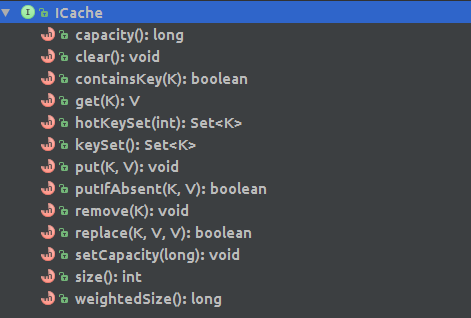 ICache
capacity(): long
clear(): void
containsKey(K): boolean
get(K): V
hotKeySet(int): Set<K>
keySet(): Set<K>
put(K, V): void
putIfAbsent(K, V): boolean
remove(K): void
replace(K, V, V): boolean
setCapacity(long): void
size(): int
weightedSize(): long